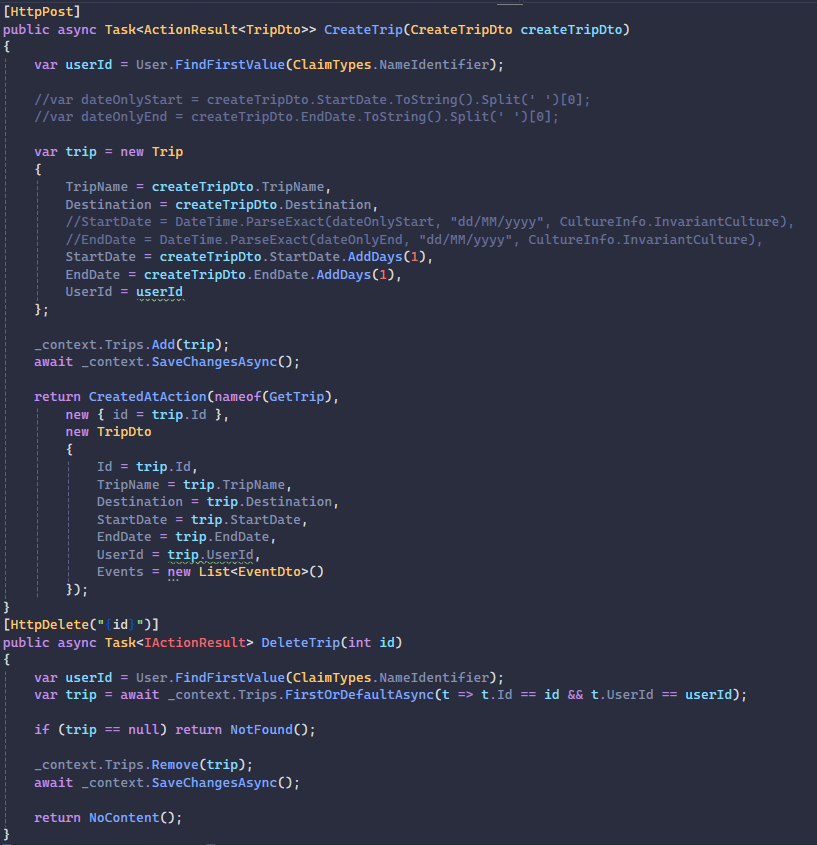 [HttpPost]
public async Task<ActionResult<TripDto>> CreateTrip(CreateTripDto createTripDto)
{
    var userId = User.FindFirstValue(ClaimTypes.NameIdentifier);

    //var dateOnlyStart = createTripDto.StartDate.ToString().Split(' ')[0];
    //var dateOnlyEnd = createTripDto.EndDate.ToString().Split(' ')[0];

    var trip = new Trip
    {
        TripName = createTripDto.TripName,
        Destination = createTripDto.Destination,
        //StartDate = DateTime.ParseExact(dateOnlyStart, "dd/MM/yyyy", CultureInfo.InvariantCulture),
        //EndDate = DateTime.ParseExact(dateOnlyEnd, "dd/MM/yyyy", CultureInfo.InvariantCulture),
        StartDate = createTripDto.StartDate.AddDays(1),
        EndDate = createTripDto.EndDate.AddDays(1),
        UserId = userId
    };

    _context.Trips.Add(trip);
    await _context.SaveChangesAsync();

    return CreatedAtAction(nameof(GetTrip),
        new { id = trip.Id },
        new TripDto
        {
            Id = trip.Id,
            TripName = trip.TripName,
            Destination = trip.Destination,
            StartDate = trip.StartDate,
            EndDate = trip.EndDate,
            UserId = trip.UserId,
            Events = new List<EventDto>()
        });
}
[HttpDelete("{id}")]
public async Task<IActionResult> DeleteTrip(int id)
{
    var userId = User.FindFirstValue(ClaimTypes.NameIdentifier);
    var trip = await _context.Trips.FirstOrDefaultAsync(t => t.Id == id && t.UserId == userId);

    if (trip == null) return NotFound();

    _context.Trips.Remove(trip);
    await _context.SaveChangesAsync();

    return NoContent();
}